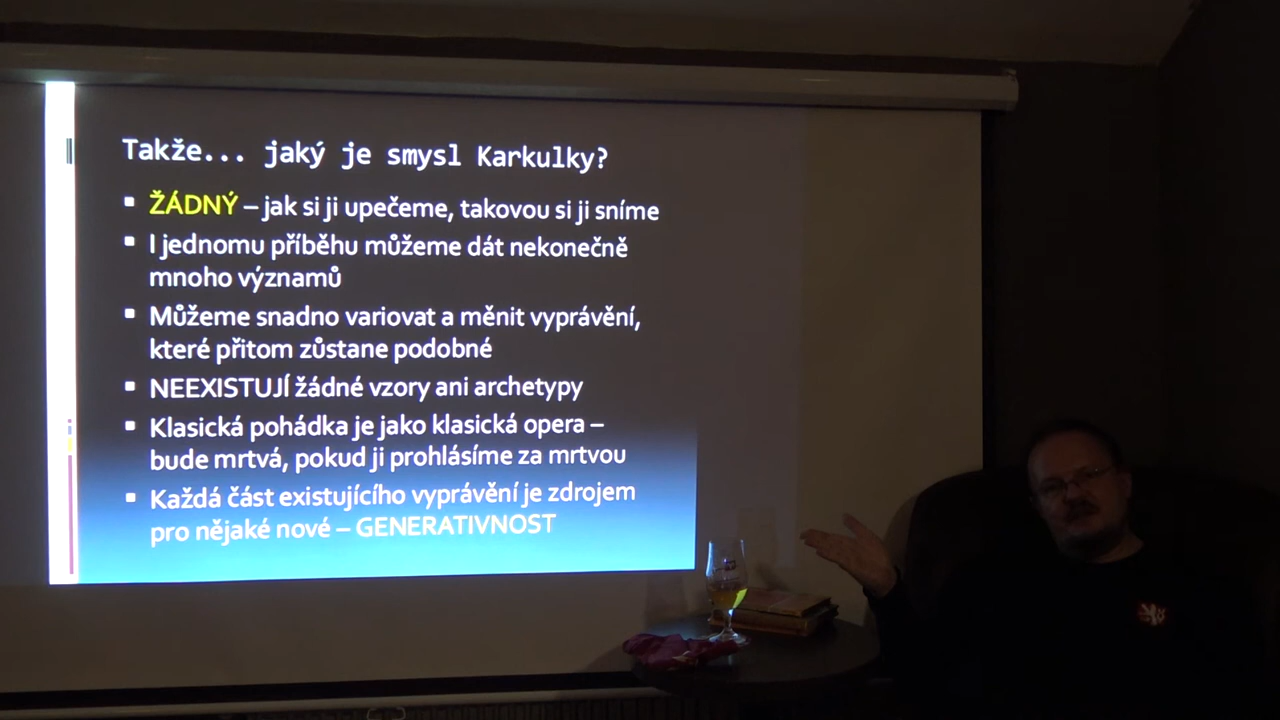 Takže... jaký je smysl Karkulky?
ŽÁDNÝ – jak si ji upečeme, takovou si ji sníme
I jednomu příběhu můžeme dát nekonečně
mnoho významů
Můžeme snadno variovat a měnit vyprávění,
které přitom zůstane podobné
NEEXISTUJÍ žádné vzory ani archetypy
Klasická pohádka je jako klasická opera –
bude mrtvá, pokud ji prohlásíme za mrtvou
Každá část existujícího vyprávění je zdrojem
pro nějaké nové – GENERATIVNOST